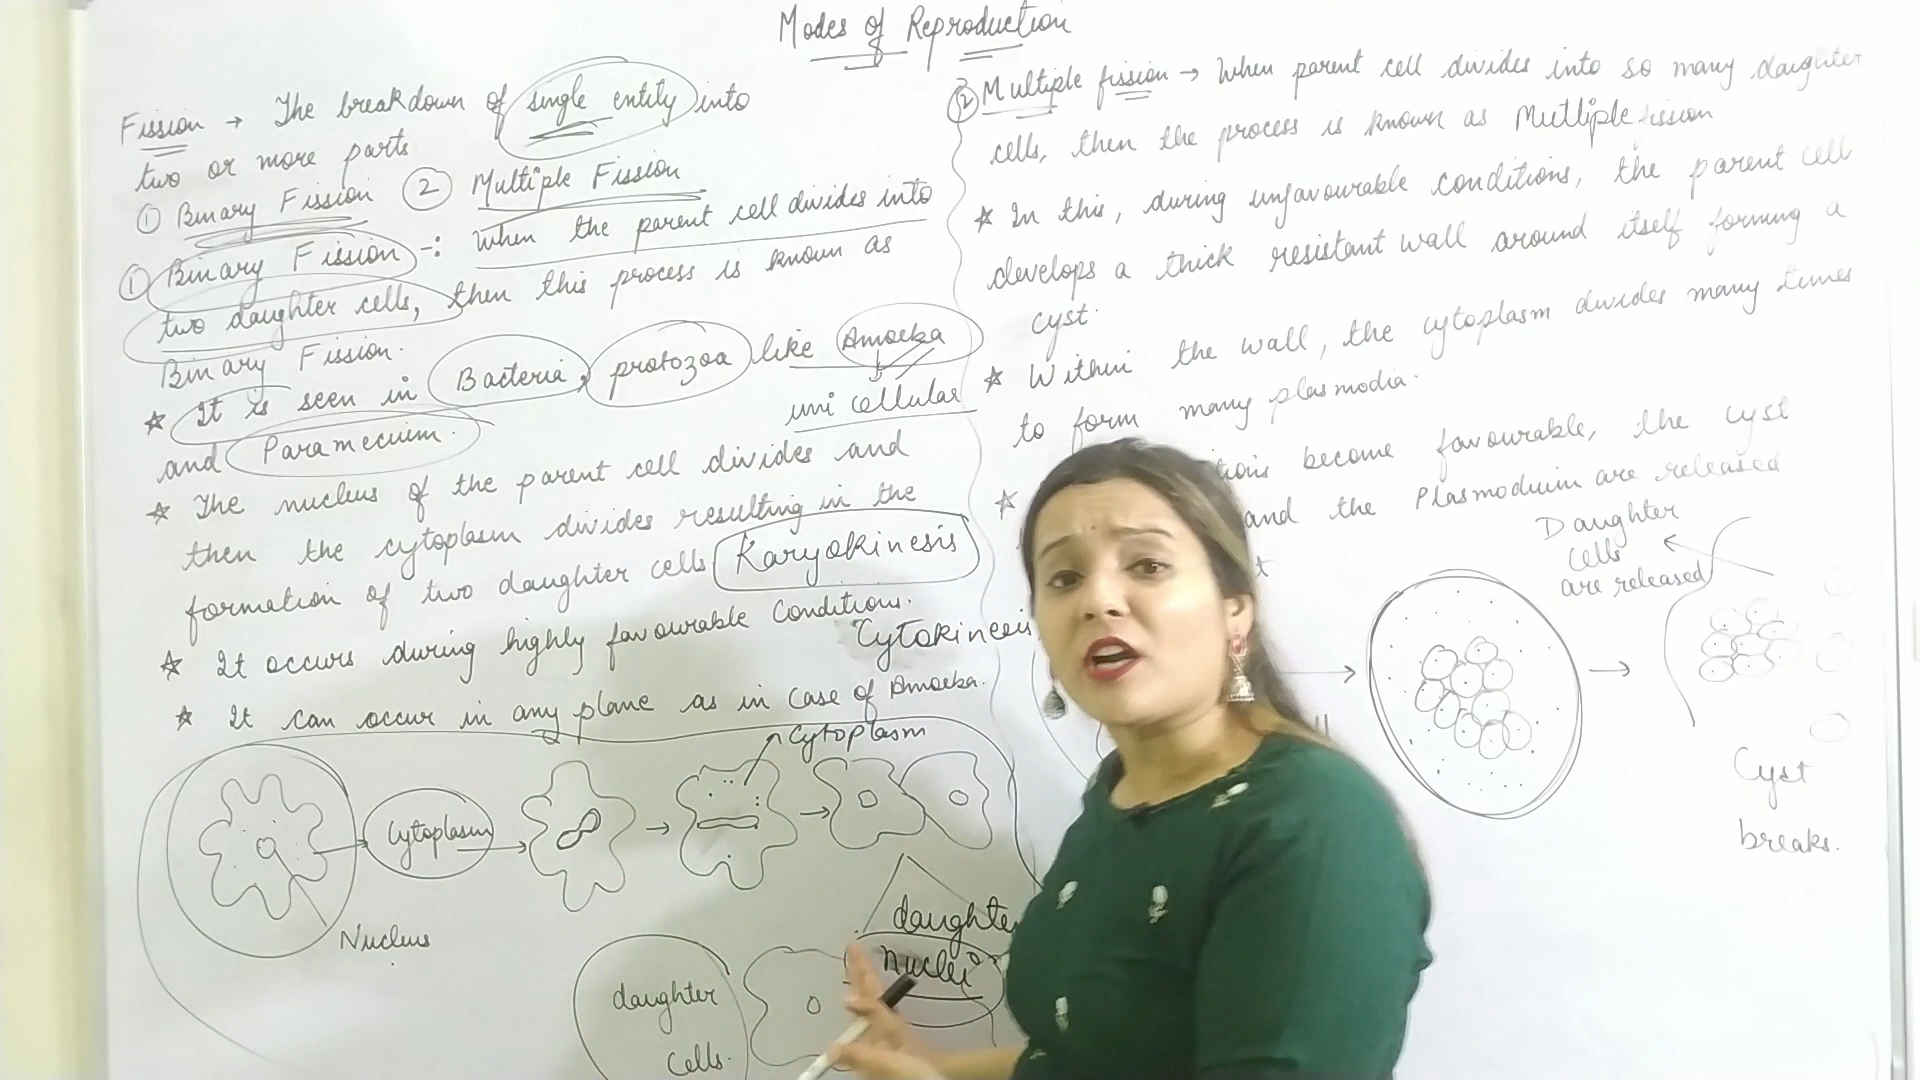 Modes of Reproduction
Fission → The breakdown of single entity into
two or more parts.
① Binary Fission ② Multiple Fission
① Binary Fission -: When the parent cell divides into
two daughter cells, then this process is known as
Binary Fission.
☆ It is seen in Bacteria, protozoa like Amoeba
uni cellular
and Paramecium.
☆ The nucleus of the parent cell divides and
then the cytoplasm divides resulting in the
formation of two daughter cells Karyokinesis
☆ It occurs during highly favourable Conditions.
Cytokinesis
☆ It can occur in any plane as in Case of Amoeba.
Cytoplasm
Cytoplasm
Nucleus
daughter
nuclei
daughter
cells.
② Multiple fission → When parent cell divides into so many daughter
cells, then the process is known as Mutliple fission
☆ In this, during unfavourable conditions, the parent cell
develops a thick resistant wall around itself forming a
cyst.
☆ Within the wall, the cytoplasm divides many times
to form many plasmodia.
☆ become favourable, the cyst
and the Plasmodium are released
Daughter
cells
are released
Cyst
breaks.